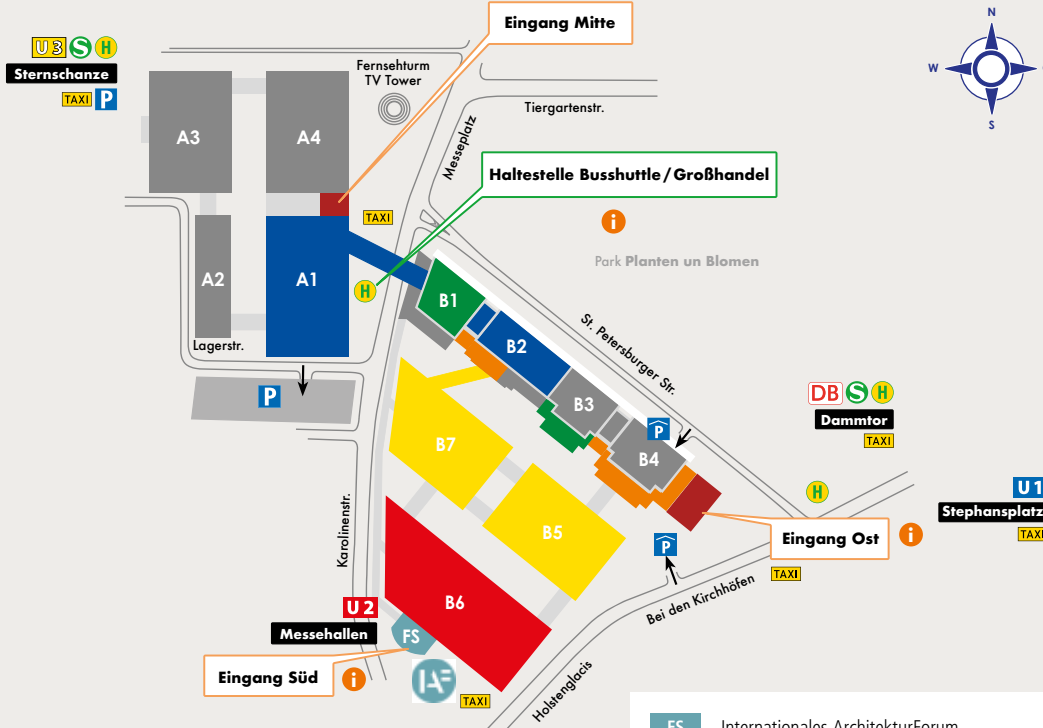 Eingang Mitte
N
W
S
U3 S H
Sternschanze
TAXI P
Fernsehturm
TV Tower
Tiergartenstr.
Messeplatz
A3
A4
Haltestelle Busshuttle/Großhandel
TAXI
i
Park Planten un Blomen
A2
A1
H
B1
Lagerstr.
St. Petersburger Str.
B2
P
B3
DB S H
Dammtor
TAXI
P
B7
B4
Karolinenstr.
H
U1
Stephansplatz
TAXI
B5
Eingang Ost
i
P
TAXI
Bei den Kirchhöfen
U2
Messehallen
B6
FS
Eingang Süd
i
IAF
TAXI
Holstenglacis
FS Internationales ArchitekturForum